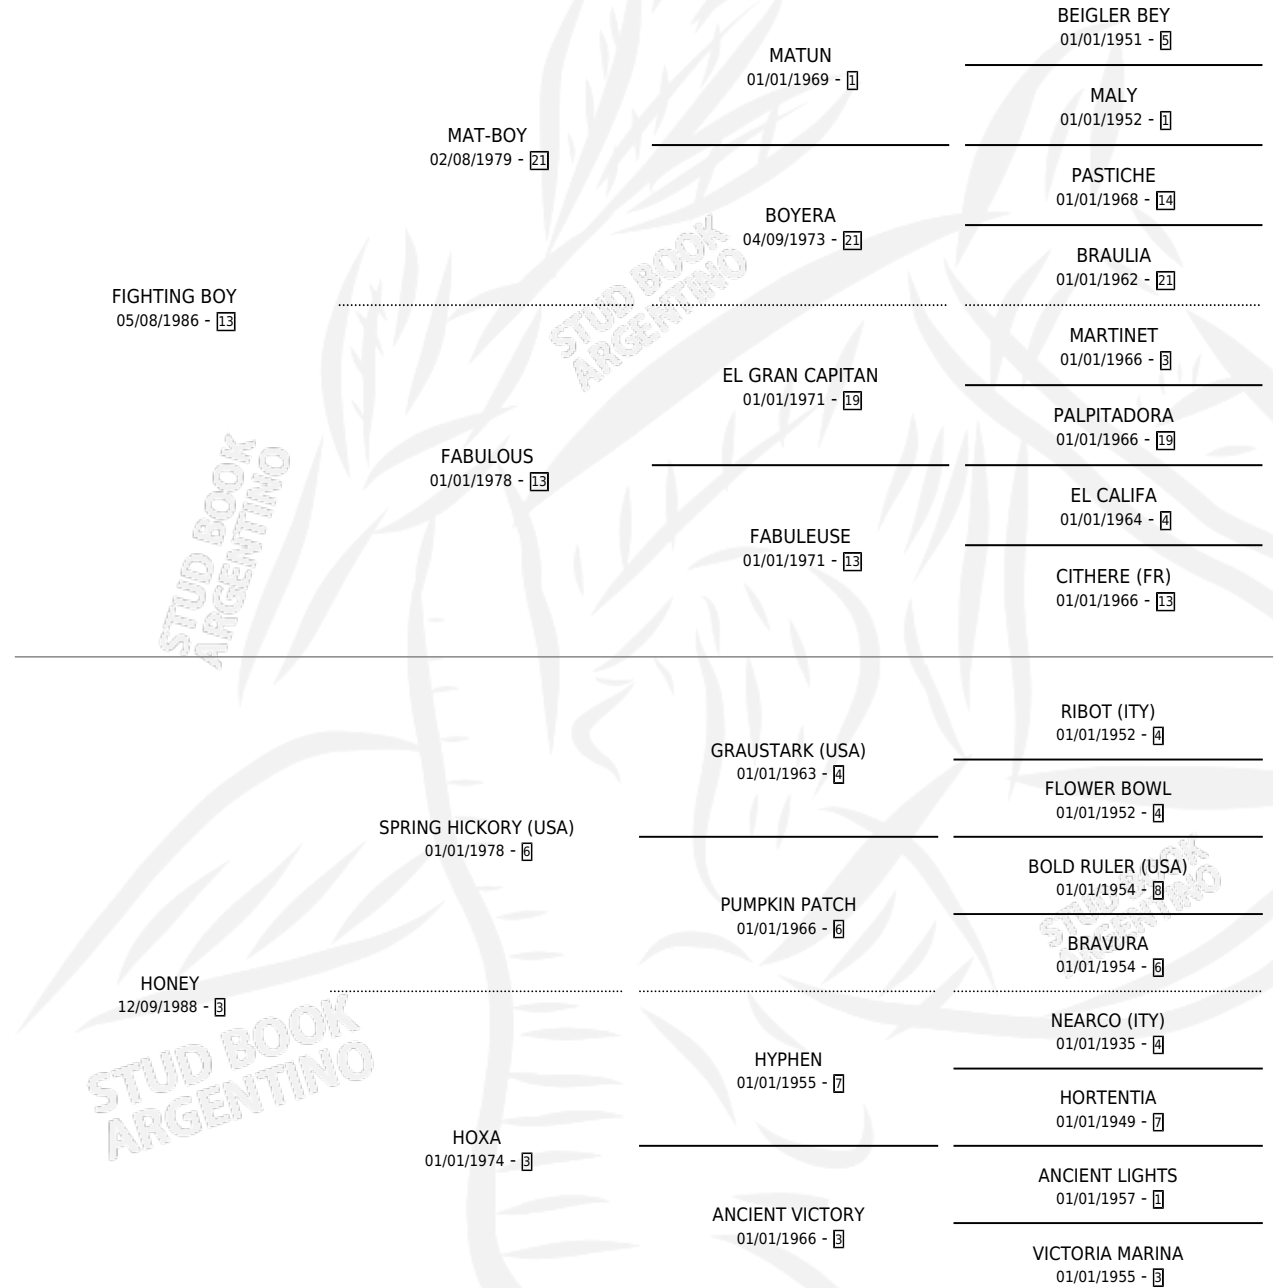 BEIGLER BEY
01/01/1951 - 5
MATUN
01/01/1969 - 1
MALY
01/01/1952 - 1
MAT-BOY
02/08/1979 - 21
PASTICHE
01/01/1968 - 14
BOYERA
04/09/1973 - 21
BRAULIA
01/01/1962 - 21
FIGHTING BOY
05/08/1986 - 13
STUD BOOK
ARGENTINO
MARTINET
01/01/1966 - 3
EL GRAN CAPITAN
01/01/1971 - 19
PALPITADORA
01/01/1966 - 19
FABULOUS
01/01/1978 - 13
EL CALIFA
01/01/1964 - 4
FABULEUSE
01/01/1971 - 13
CITHERE (FR)
01/01/1966 - 13
STUD BOOK
ARGENTINO
RIBOT (ITY)
01/01/1952 - 4
GRAUSTARK (USA)
01/01/1963 - 4
FLOWER BOWL
01/01/1952 - 4
SPRING HICKORY (USA)
01/01/1978 - 6
BOLD RULER (USA)
01/01/1954 - 8
PUMPKIN PATCH
01/01/1966 - 6
BRAVURA
01/01/1954 - 6
STUD BOOK
ARGENTINO
HONEY
12/09/1988 - 3
NEARCO (ITY)
01/01/1935 - 4
HYPHEN
01/01/1955 - 7
HORTENTIA
01/01/1949 - 7
STUD BOOK
ARGENTINO
HOXA
01/01/1974 - 3
ANCIENT LIGHTS
01/01/1957 - 1
ANCIENT VICTORY
01/01/1966 - 3
VICTORIA MARINA
01/01/1955 - 3